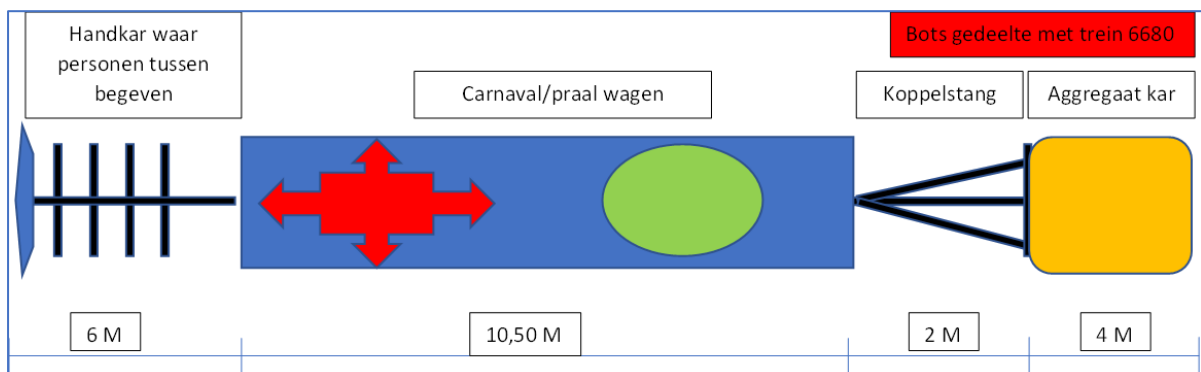 Handkar waar
personen tussen
begeven
Bots gedeelte met trein 6680
Carnaval/praal wagen
Koppelstang
Aggregaat kar
6 M
10,50 M
2 M
4 M